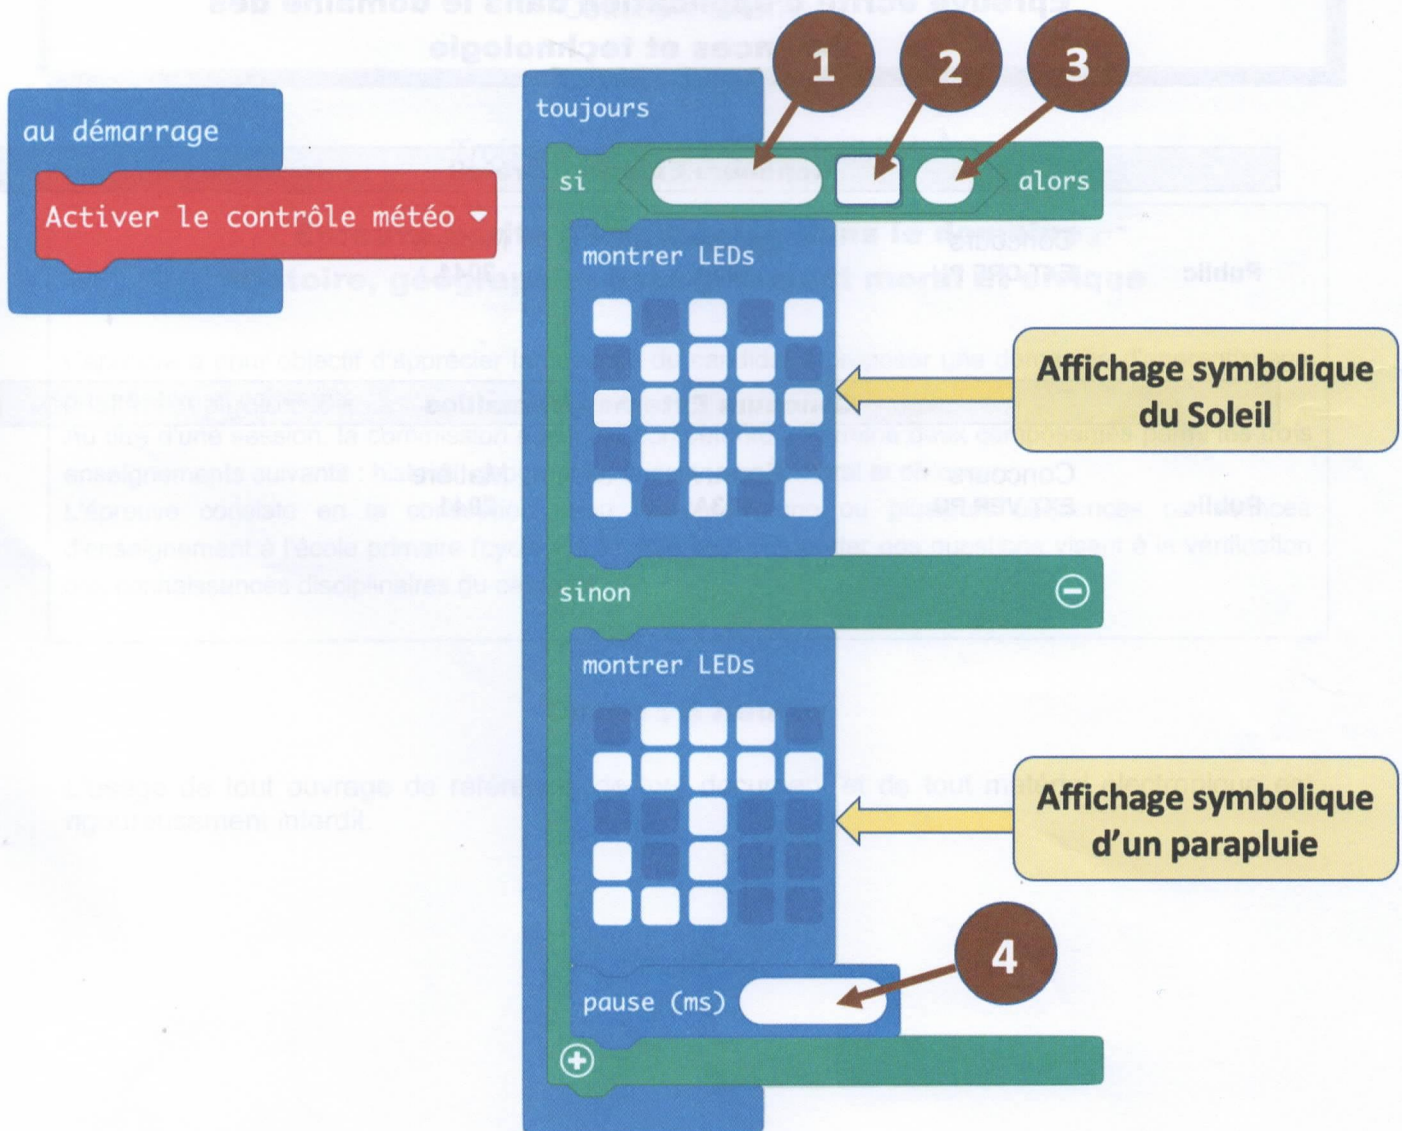 1
2
3
toujours
au démarrage
si
alors
Activer le contrôle météo
montrer LEDs
Affichage symbolique
du Soleil
sinon
montrer LEDs
Affichage symbolique
d’un parapluie
4
pause (ms)